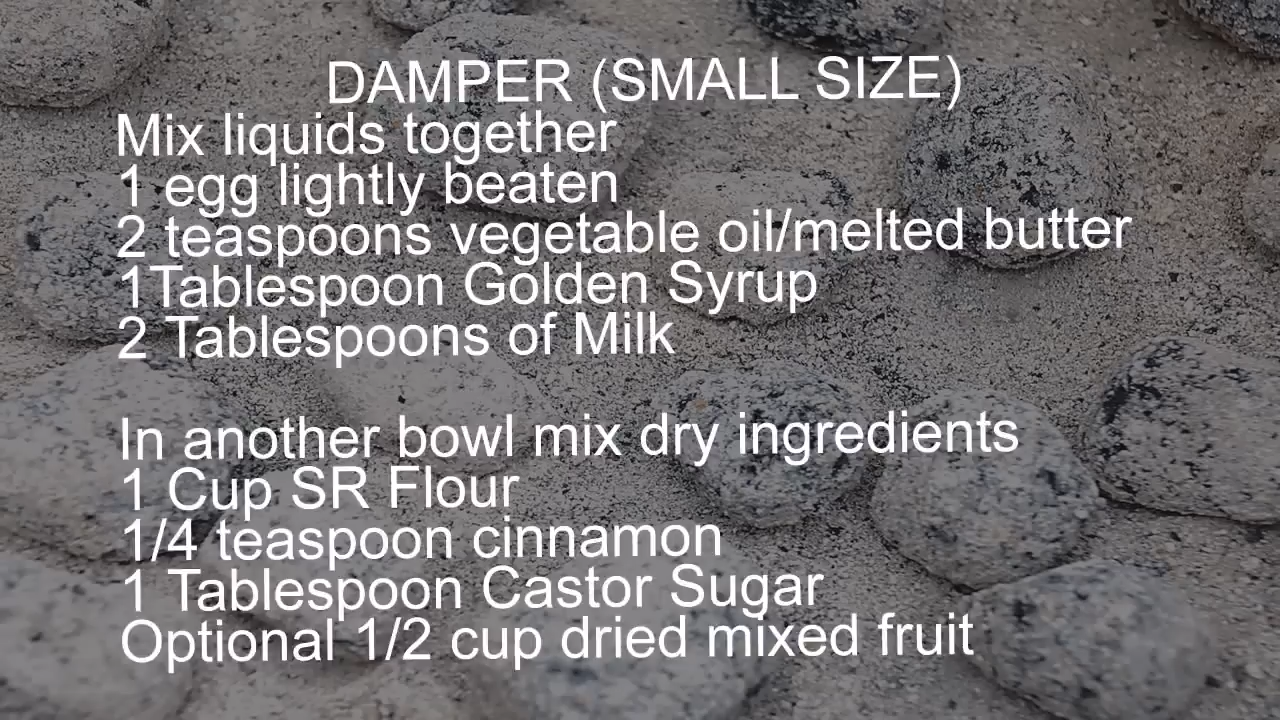 DAMPER (SMALL SIZE)
Mix liquids together
1 egg lightly beaten
2 teaspoons vegetable oil/melted butter
1Tablespoon Golden Syrup
2 Tablespoons of Milk
In another bowl mix dry ingredients
1 Cup SR Flour
1/4 teaspoon cinnamon
1 Tablespoon Castor Sugar
Optional 1/2 cup dried mixed fruit